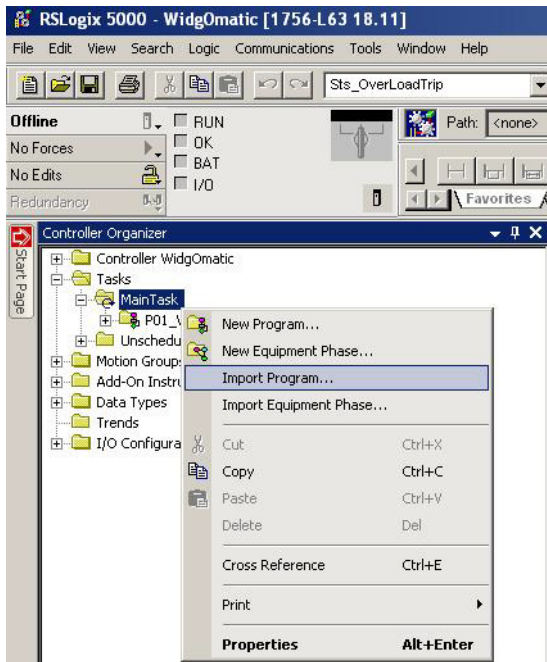 RSLogix 5000 - WidgOmatic [1756-L63 18.11]
File Edit View Search Logic Communications Tools Window Help
Sts_OverLoadTrip
Offline
RUN
Path: <none>
No Forces
OK
No Edits
BAT
Redundancy
I/O
Favorites
Start Page
Controller Organizer
Controller WidgOmatic
Tasks
MainTask
P01_
Unschedu
Motion Group
Add-On Instru
Data Types
Trends
I/O Configura
New Program...
New Equipment Phase...
Import Program...
Import Equipment Phase...
Cut Ctrl+X
Copy Ctrl+C
Paste Ctrl+V
Delete Del
Cross Reference Ctrl+E
Print
Properties Alt+Enter